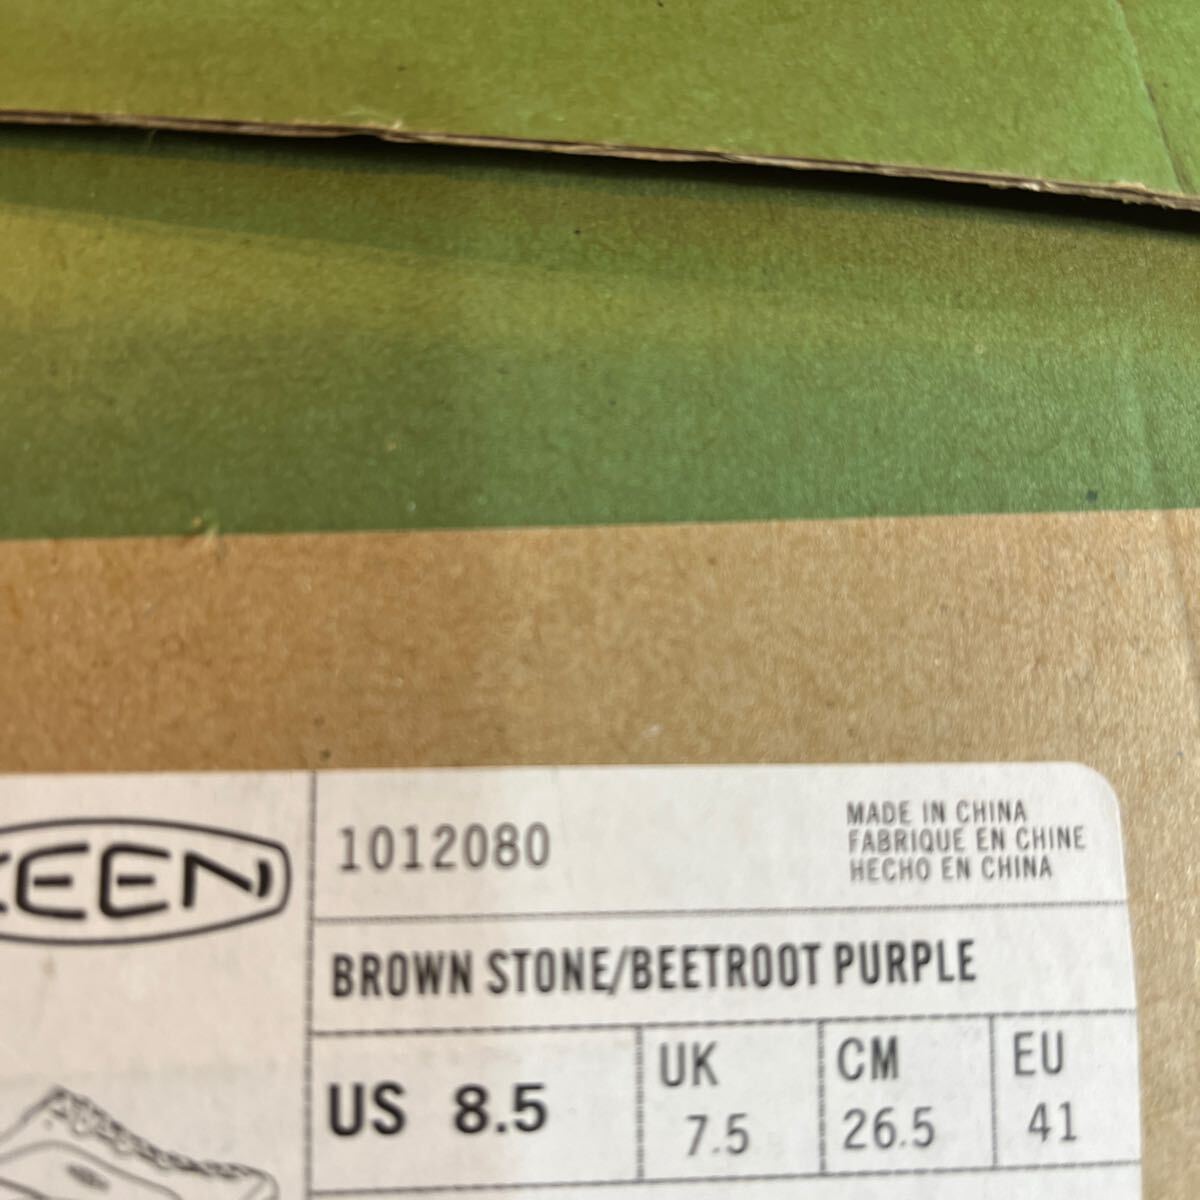 KEEN
1012080
MADE IN CHINA
FABRIQUE EN CHINE
HECHO EN CHINA
BROWN STONE/BEETROOT PURPLE
US 8.5
UK
7.5
CM
26.5
EU
41